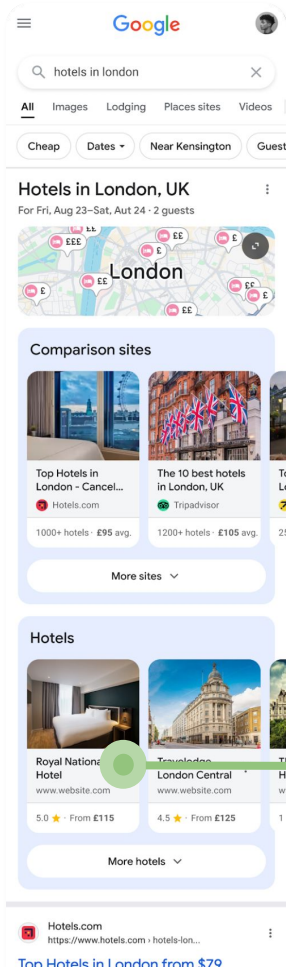 Google
hotels in london
All Images Lodging Places sites Videos
Cheap Dates Near Kensington Guest
Hotels in London, UK
For Fri, Aug 23–Sat, Aut 24 · 2 guests
££
£££ ££ £
London
££ £
£ ££ £
££
Comparison sites
Top Hotels in
London - Cancel...
Hotels.com
1000+ hotels · £95 avg.
The 10 best hotels
in London, UK
Tripadvisor
1200+ hotels · £105 avg.
25
More sites
Hotels
Royal Nationa
Hotel
www.website.com
5.0 ★ · From £115
Travelodge
London Central
www.website.com
4.5 ★ · From £125
1
More hotels
Hotels.com
https://www.hotels.com › hotels-lon...
Top Hotels in London from $79